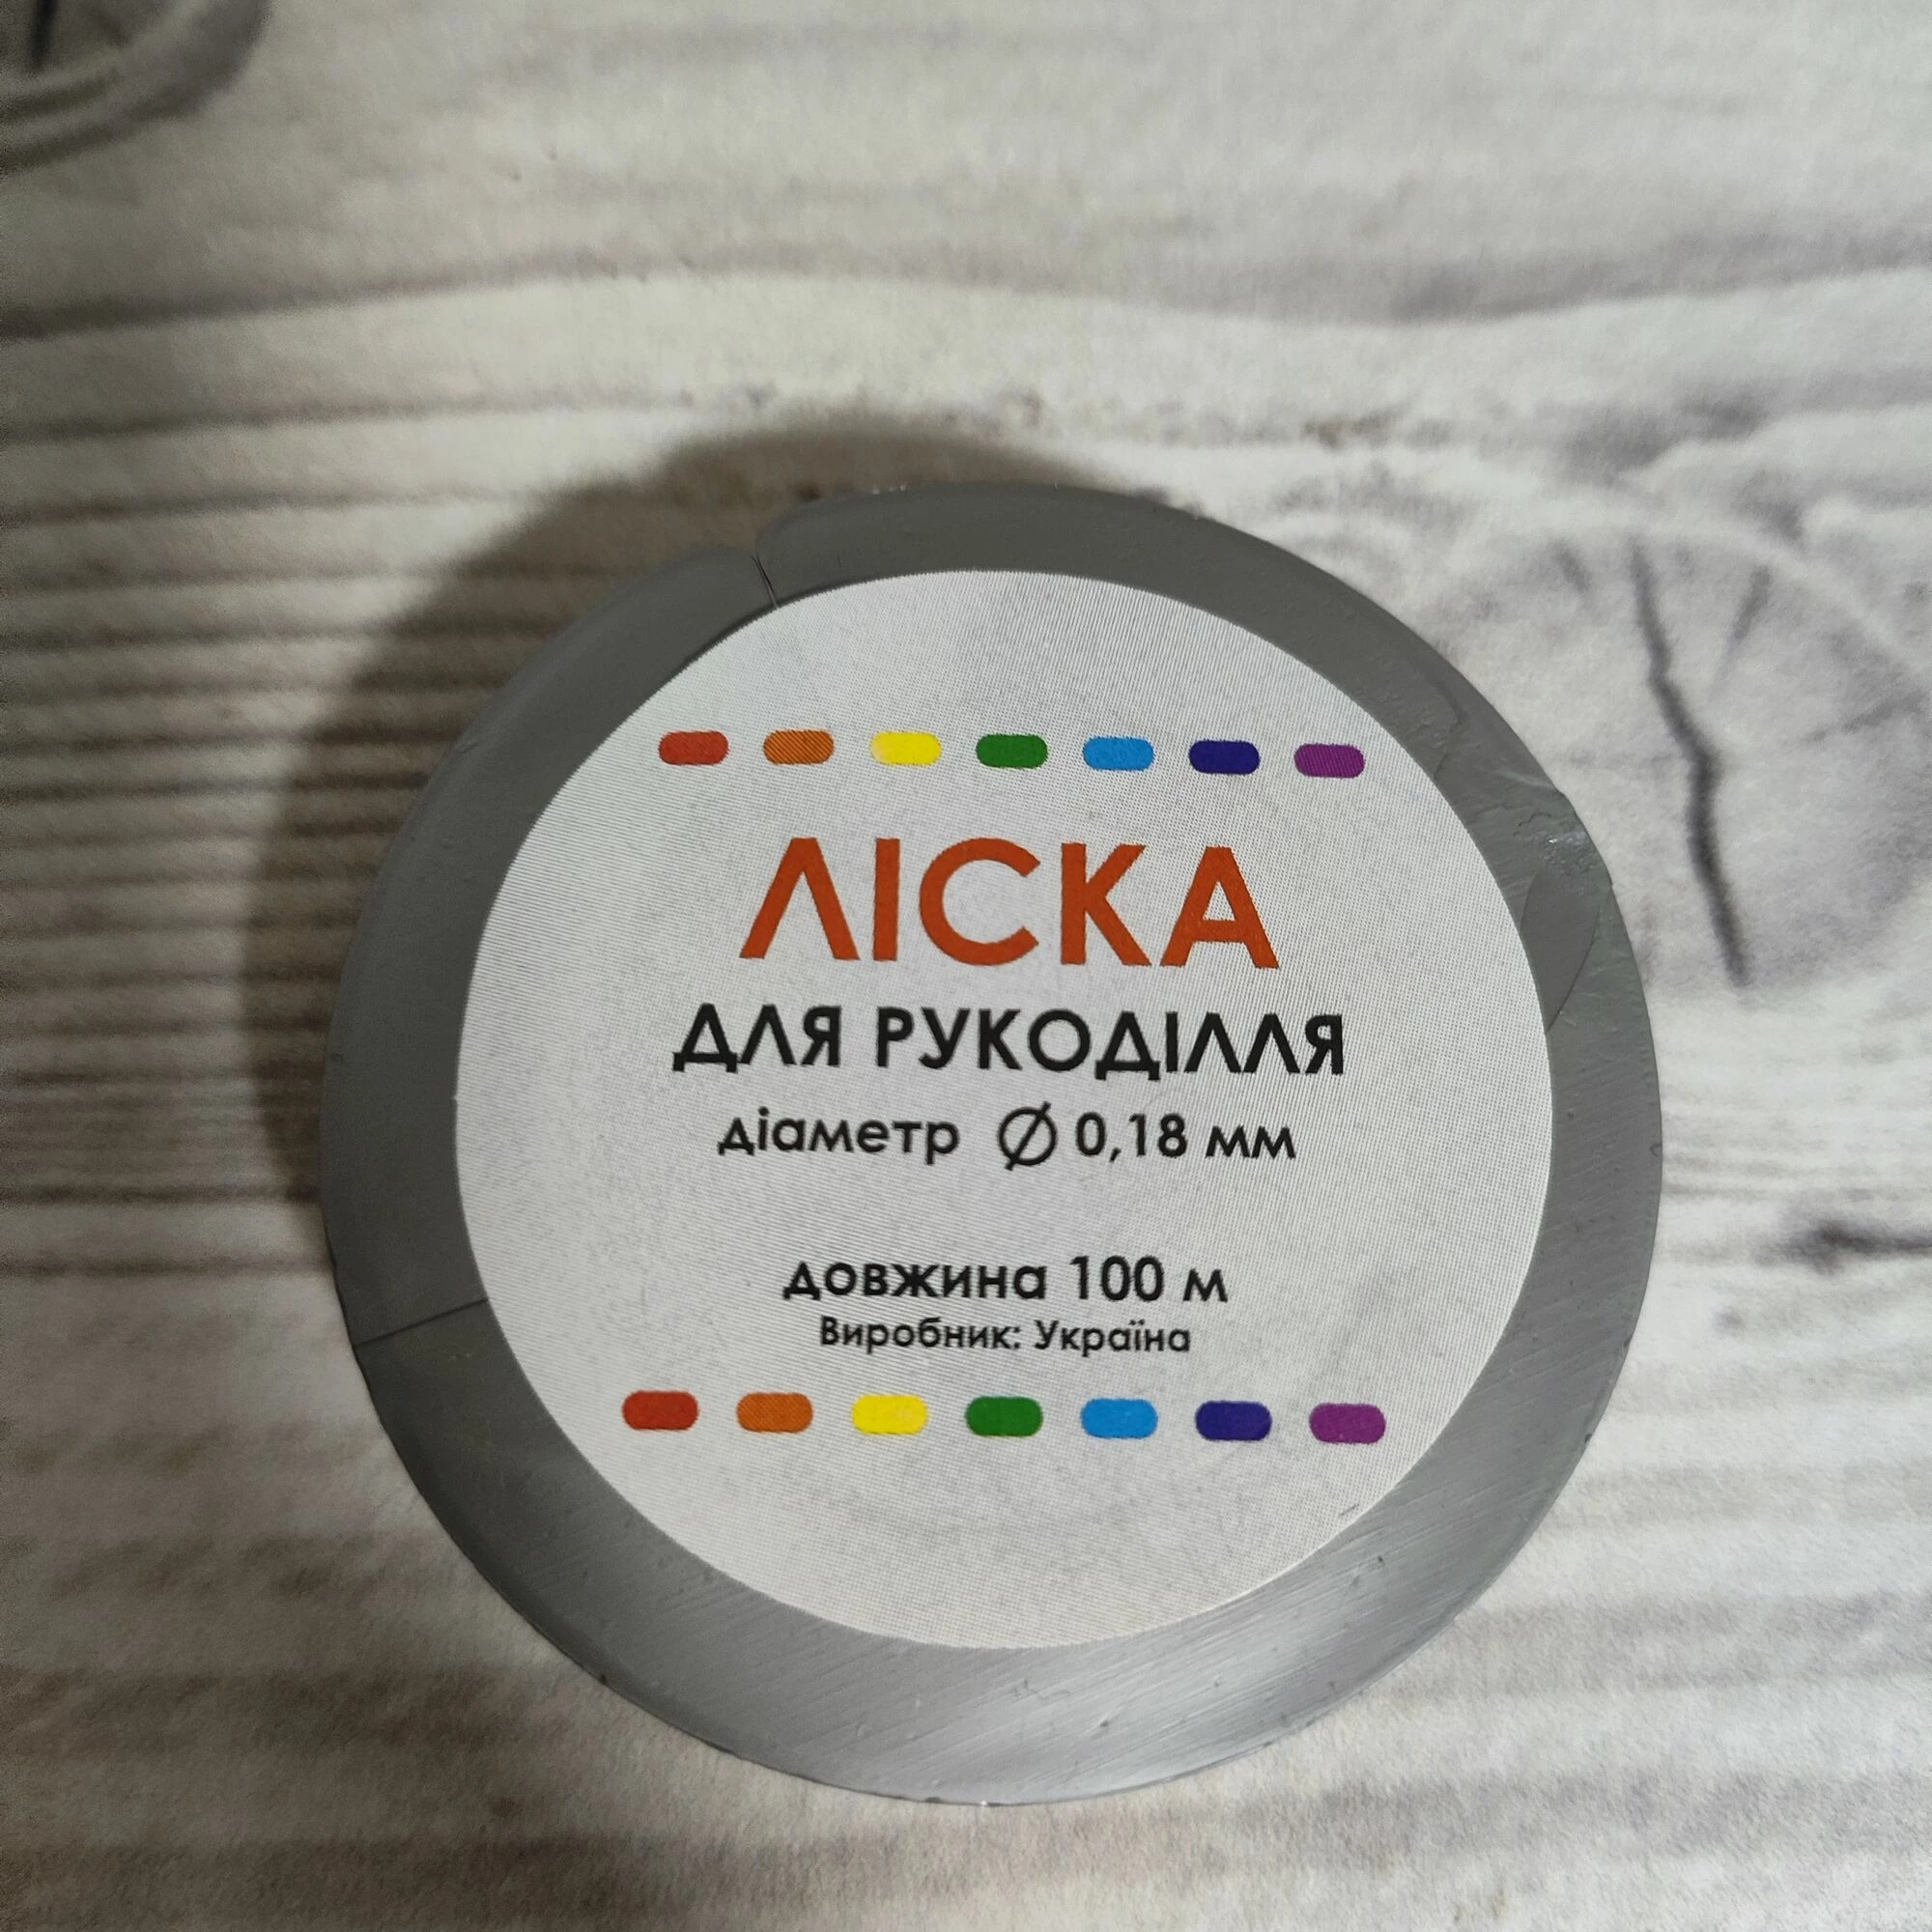 ЛІСКА
ДЛЯ РУКОДІЛЛЯ
діаметр Ø 0,18 мм
довжина 100 м
Виробник: Україна